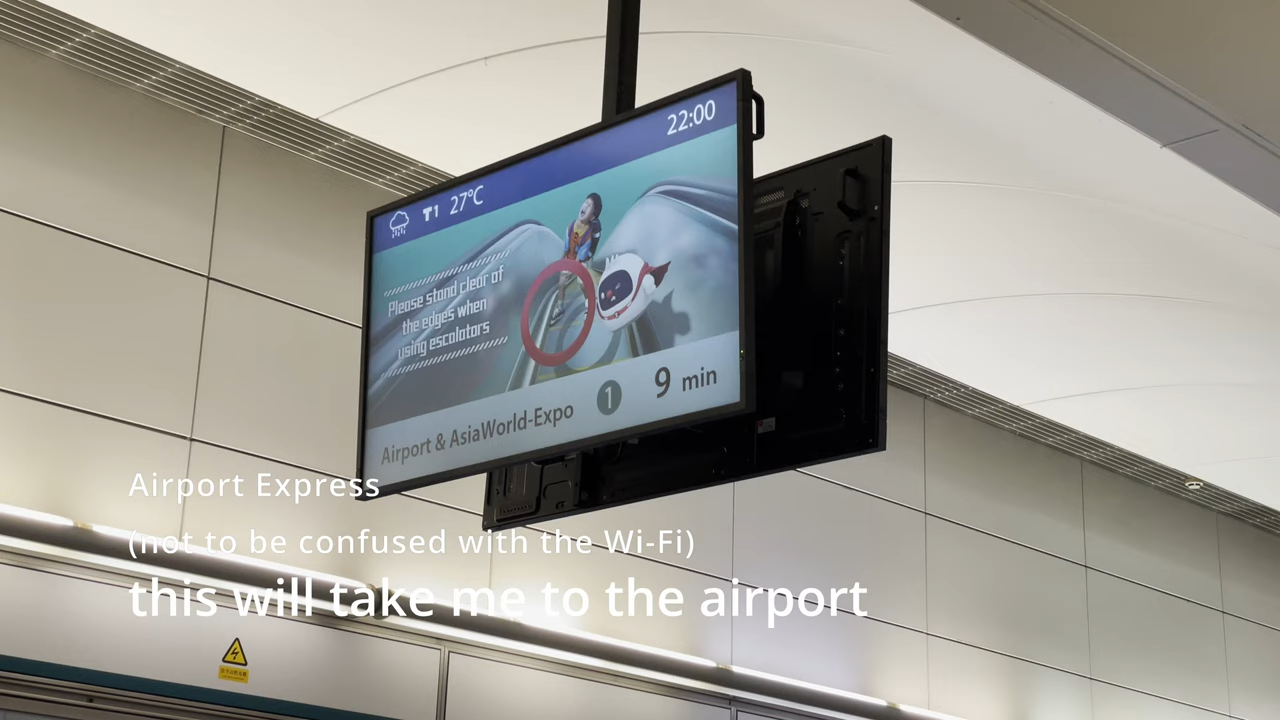 22:00
T1 27°C
Please stand clear of
the edges when
using escalators
Airport & AsiaWorld-Expo 1 9 min
Airport Express
(not to be confused with the Wi-Fi)
this will take me to the airport